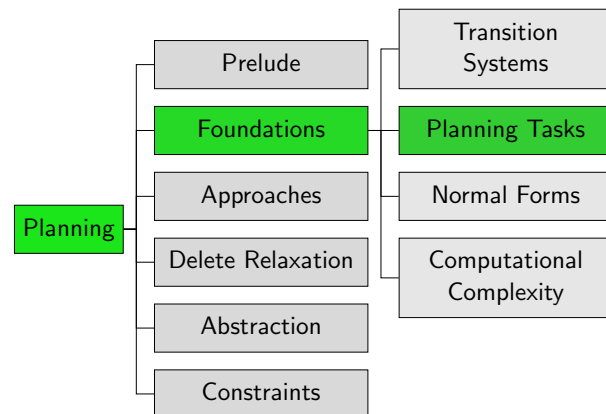 Planning
Prelude
Foundations
Approaches
Delete Relaxation
Abstraction
Constraints
Transition
Systems
Planning Tasks
Normal Forms
Computational
Complexity